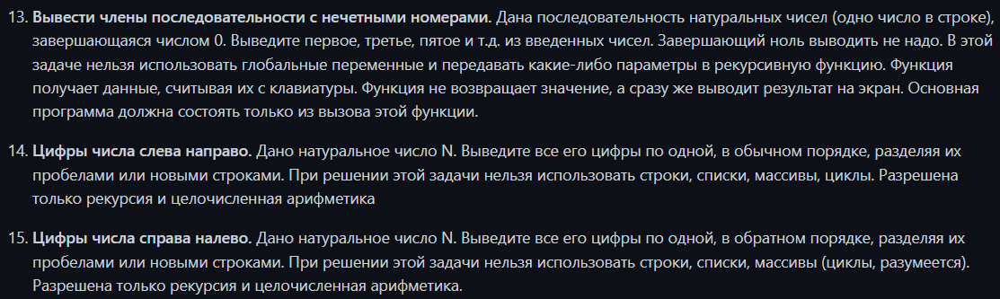 13. Вывести члены последовательности с нечетными номерами. Дана последовательность натуральных чисел (одно число в строке),
завершающаяся числом 0. Выведите первое, третье, пятое и т.д. из введенных чисел. Завершающий ноль выводить не надо. В этой
задаче нельзя использовать глобальные переменные и передавать какие-либо параметры в рекурсивную функцию. Функция
получает данные, считывая их с клавиатуры. Функция не возвращает значение, а сразу же выводит результат на экран. Основная
программа должна состоять только из вызова этой функции.
14. Цифры числа слева направо. Дано натуральное число N. Выведите все его цифры по одной, в обычном порядке, разделяя их
пробелами или новыми строками. При решении этой задачи нельзя использовать строки, списки, массивы, циклы. Разрешена
только рекурсия и целочисленная арифметика
15. Цифры числа справа налево. Дано натуральное число N. Выведите все его цифры по одной, в обратном порядке, разделяя их
пробелами или новыми строками. При решении этой задачи нельзя использовать строки, списки, массивы (циклы, разумеется).
Разрешена только рекурсия и целочисленная арифметика.